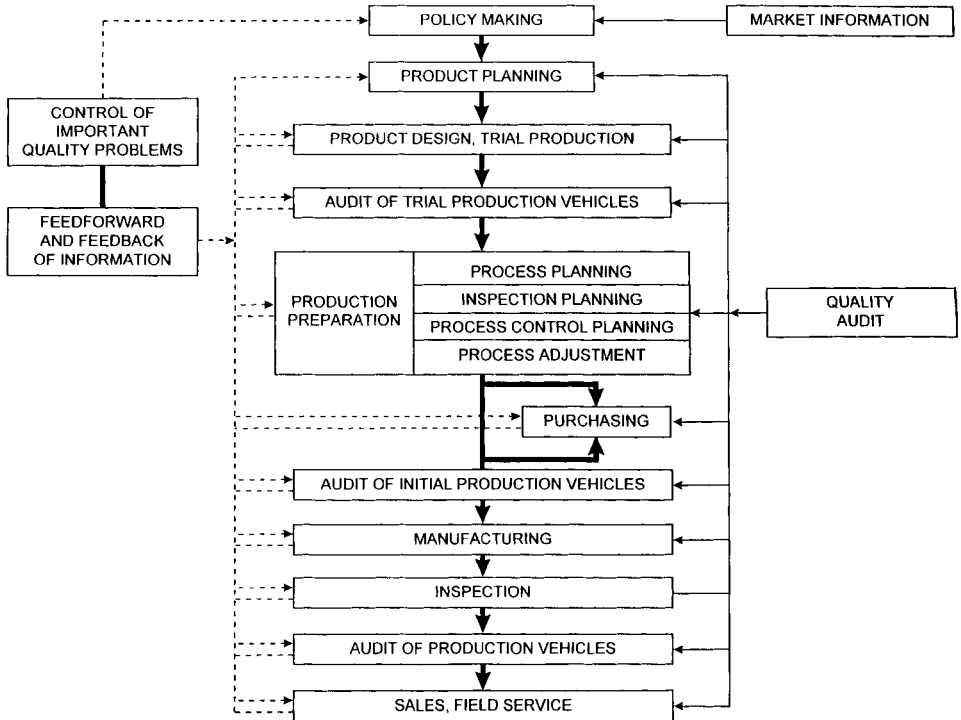 POLICY MAKING
MARKET INFORMATION
PRODUCT PLANNING
CONTROL OF
IMPORTANT
QUALITY PROBLEMS
PRODUCT DESIGN, TRIAL PRODUCTION
AUDIT OF TRIAL PRODUCTION VEHICLES
FEEDFORWARD
AND FEEDBACK
OF INFORMATION
PRODUCTION
PREPARATION
PROCESS PLANNING
INSPECTION PLANNING
PROCESS CONTROL PLANNING
PROCESS ADJUSTMENT
QUALITY
AUDIT
PURCHASING
AUDIT OF INITIAL PRODUCTION VEHICLES
MANUFACTURING
INSPECTION
AUDIT OF PRODUCTION VEHICLES
SALES, FIELD SERVICE